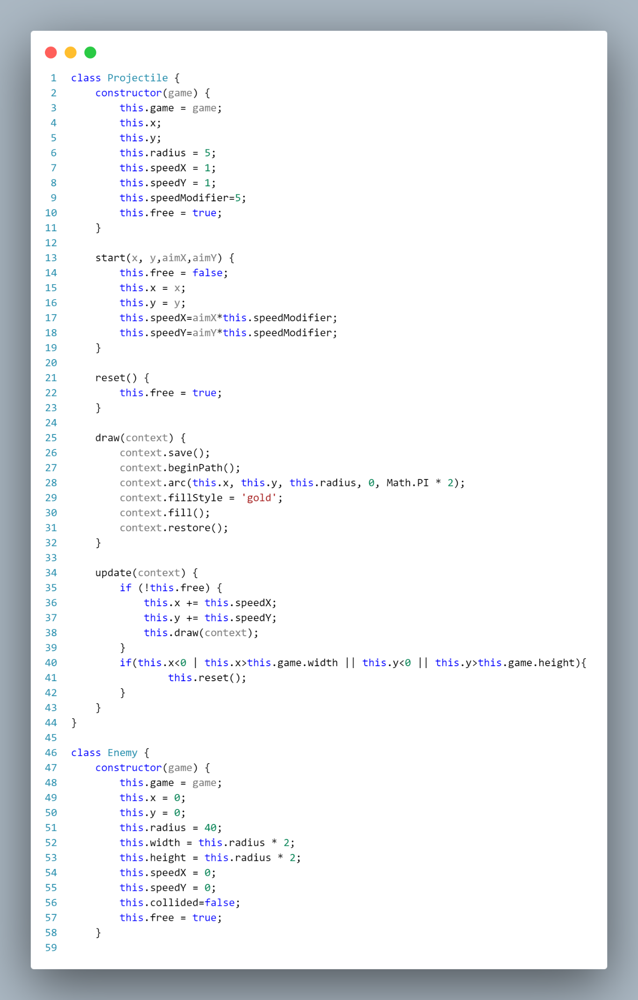 1 class Projectile {
2     constructor(game) {
3         this.game = game;
4         this.x;
5         this.y;
6         this.radius = 5;
7         this.speedX = 1;
8         this.speedY = 1;
9         this.speedModifier=5;
10         this.free = true;
11     }
12
13     start(x, y,aimX,aimY) {
14         this.free = false;
15         this.x = x;
16         this.y = y;
17         this.speedX=aimX*this.speedModifier;
18         this.speedY=aimY*this.speedModifier;
19     }
20
21     reset() {
22         this.free = true;
23     }
24
25     draw(context) {
26         context.save();
27         context.beginPath();
28         context.arc(this.x, this.y, this.radius, 0, Math.PI * 2);
29         context.fillStyle = 'gold';
30         context.fill();
31         context.restore();
32     }
33
34     update(context) {
35         if (!this.free) {
36             this.x += this.speedX;
37             this.y += this.speedY;
38             this.draw(context);
39         }
40         if(this.x<0 | this.x>this.game.width || this.y<0 || this.y>this.game.height){
41                 this.reset();
42         }
43     }
44 }
45
46 class Enemy {
47     constructor(game) {
48         this.game = game;
49         this.x = 0;
50         this.y = 0;
51         this.radius = 40;
52         this.width = this.radius * 2;
53         this.height = this.radius * 2;
54         this.speedX = 0;
55         this.speedY = 0;
56         this.collided=false;
57         this.free = true;
58     }
59